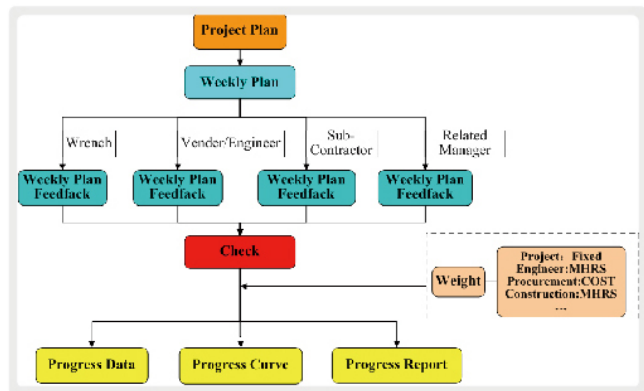 Project Plan
Weekly Plan
Wrench
Vender/Engineer
Sub-
Contractor
Related
Manager
Weekly Plan
Feedfack
Weekly Plan
Feedfack
Weekly Plan
Feedfack
Weekly Plan
Feedfack
Check
Weight
Project：Fixed
Engineer:MHRS
Procurement:COST
Construction:MHRS
...
Progress Data
Progress Curve
Progress Report